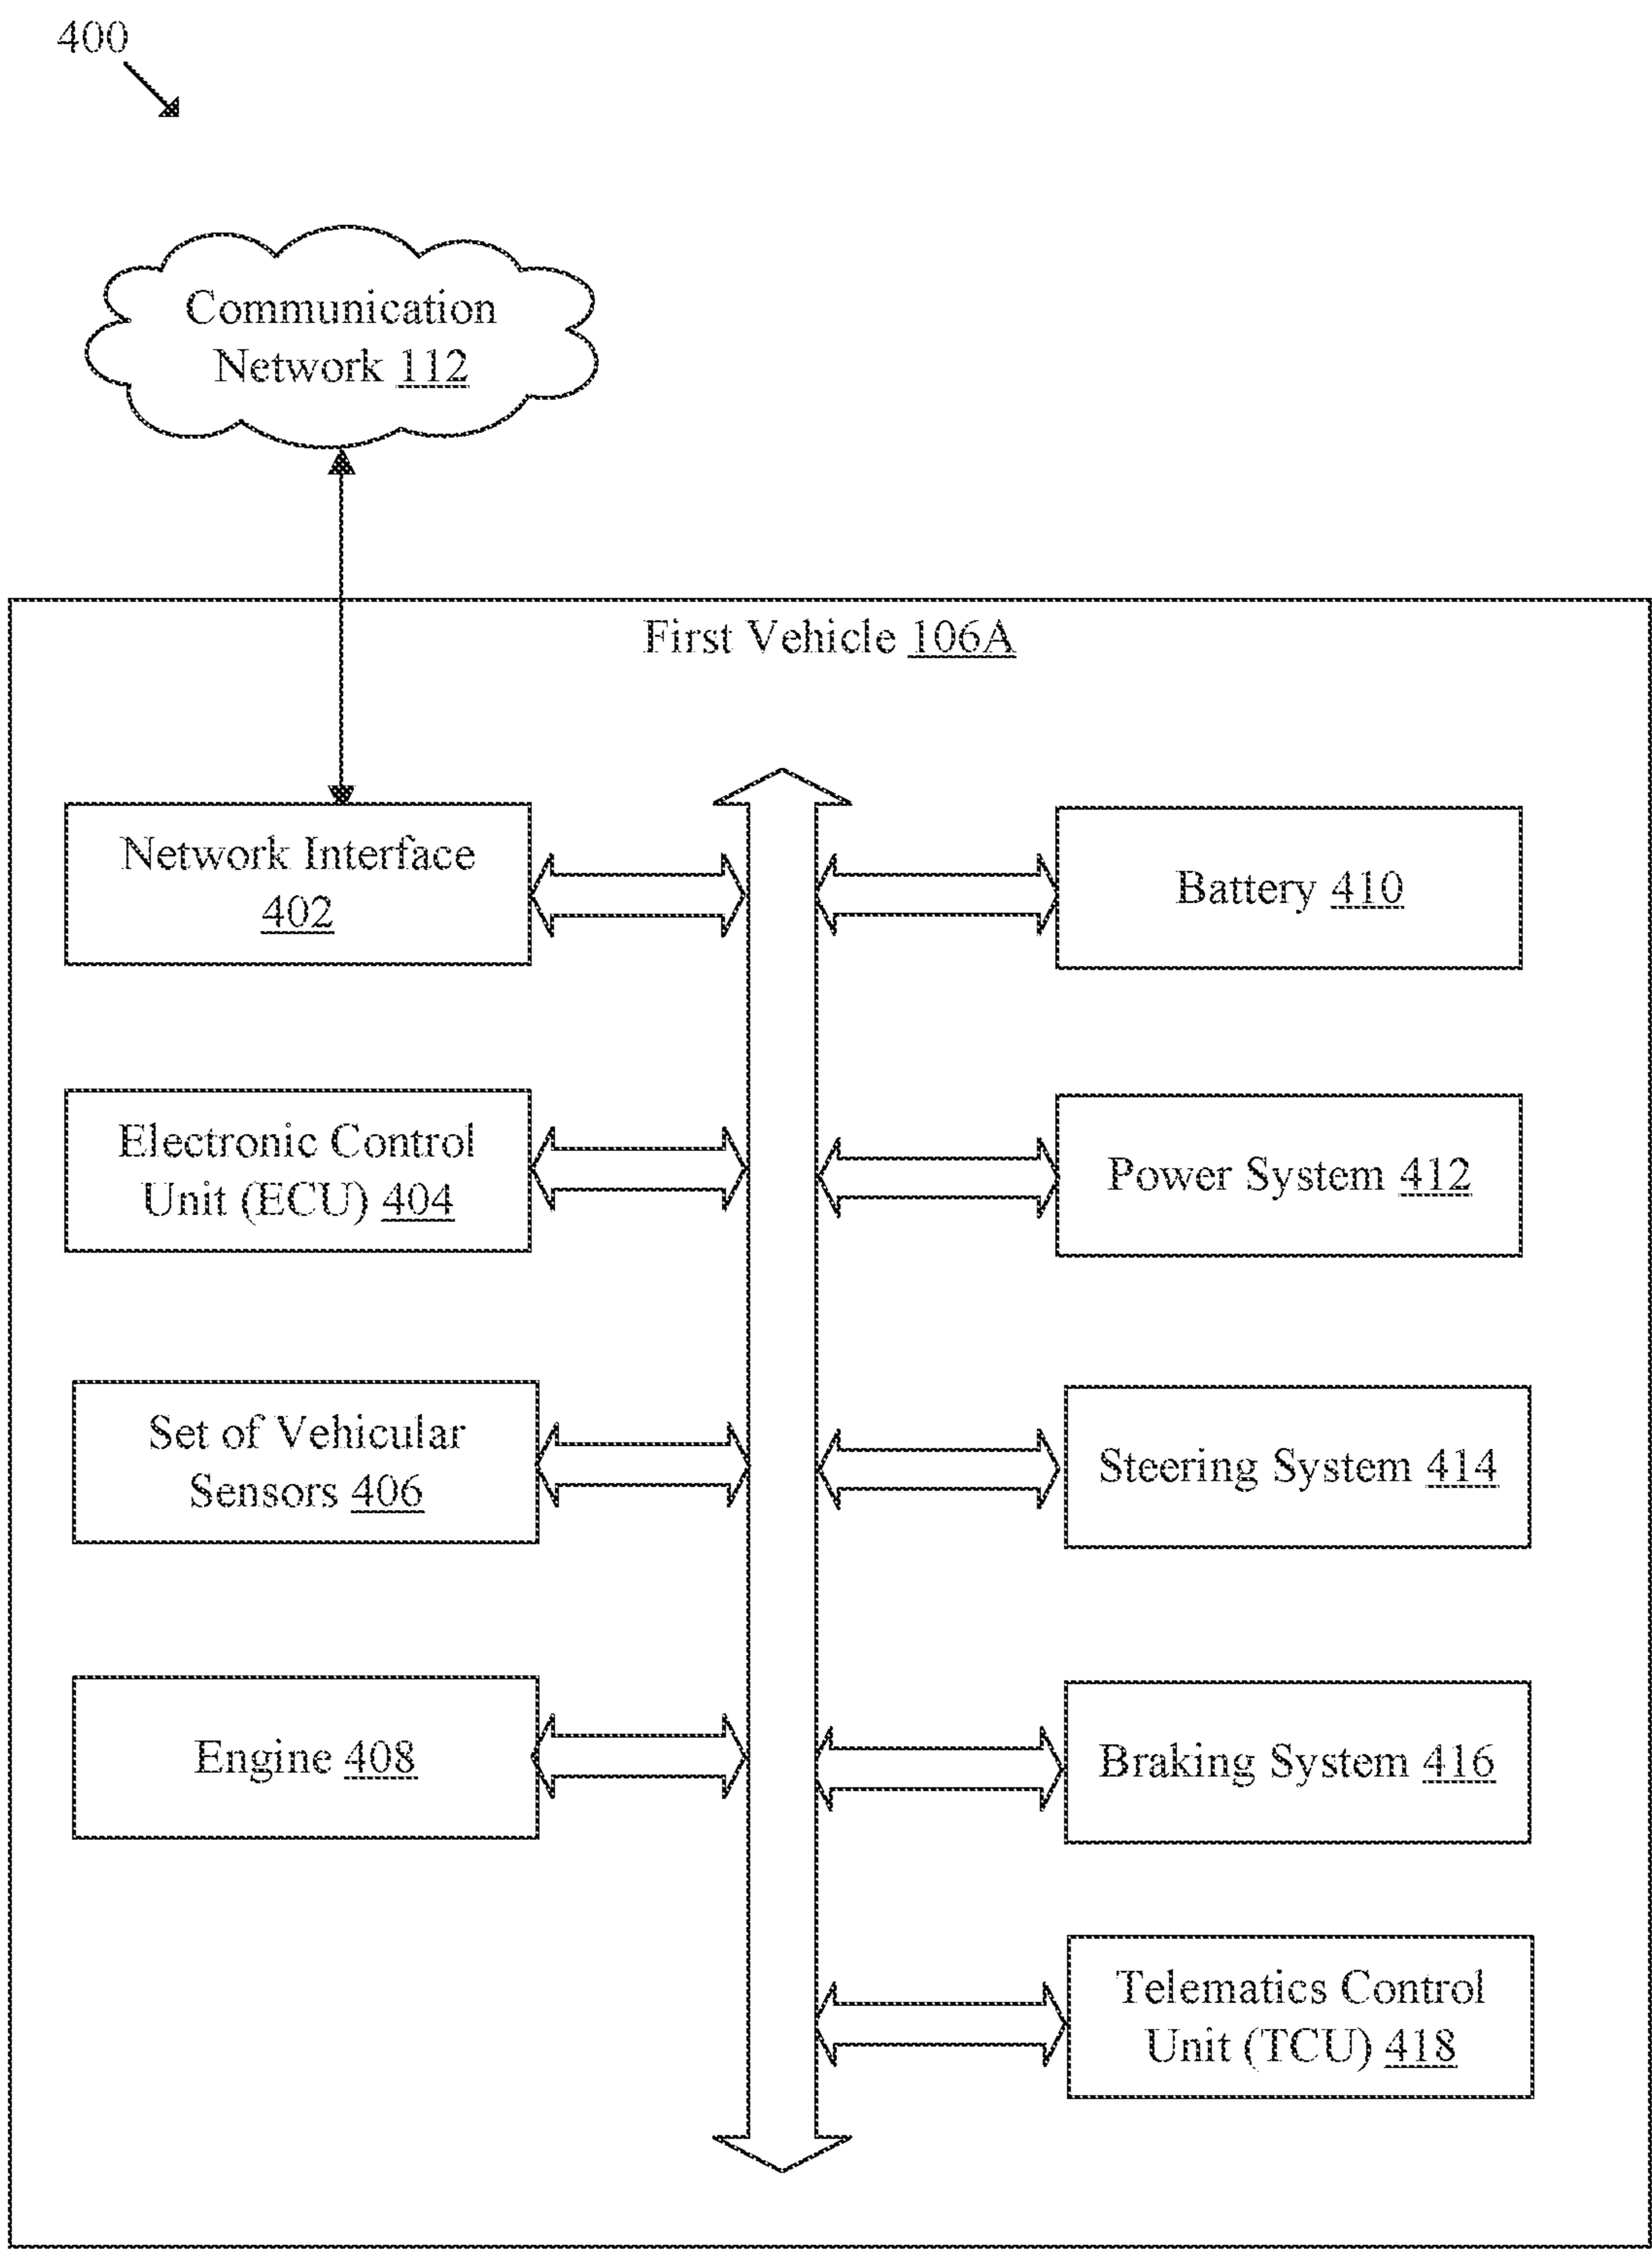 400
Communication
Network 112
First Vehicle 106A
Network Interface
402
Battery 410
Electronic Control
Unit (ECU) 404
Power System 412
Set of Vehicular
Sensors 406
Steering System 414
Engine 408
Braking System 416
Telematics Control
Unit (TCU) 418